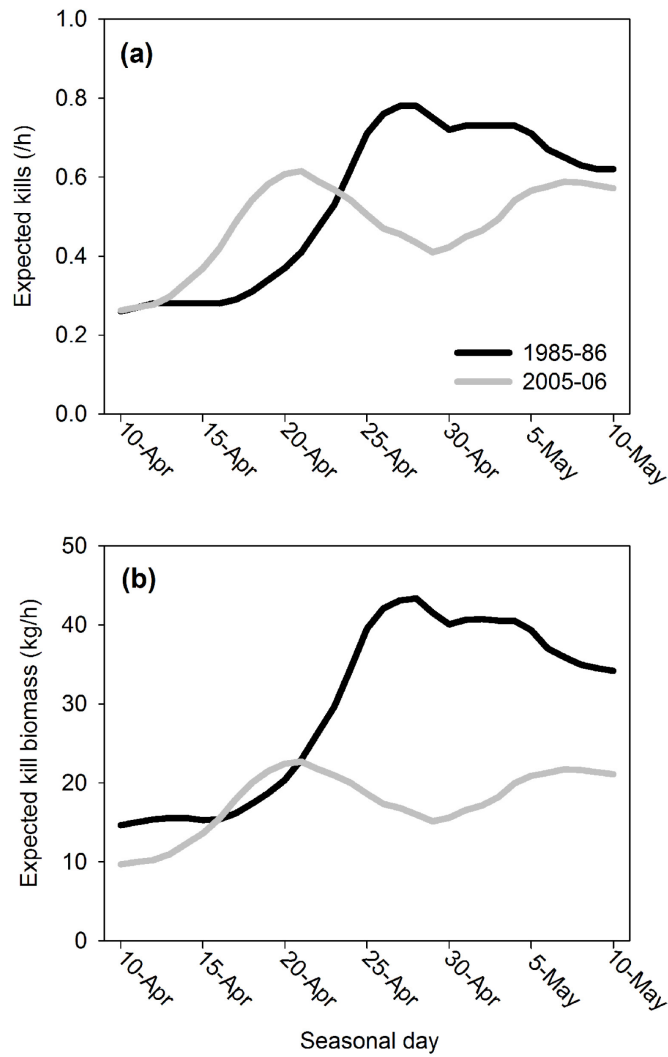 (a)
Expected kills (/h)
1.0
0.8
0.6
0.4
0.2
0.0
1985-86
2005-06
10-Apr
15-Apr
20-Apr
25-Apr
30-Apr
5-May
10-May
(b)
Expected kill biomass (kg/h)
50
40
30
20
10
0
10-Apr
15-Apr
20-Apr
25-Apr
30-Apr
5-May
10-May
Seasonal day